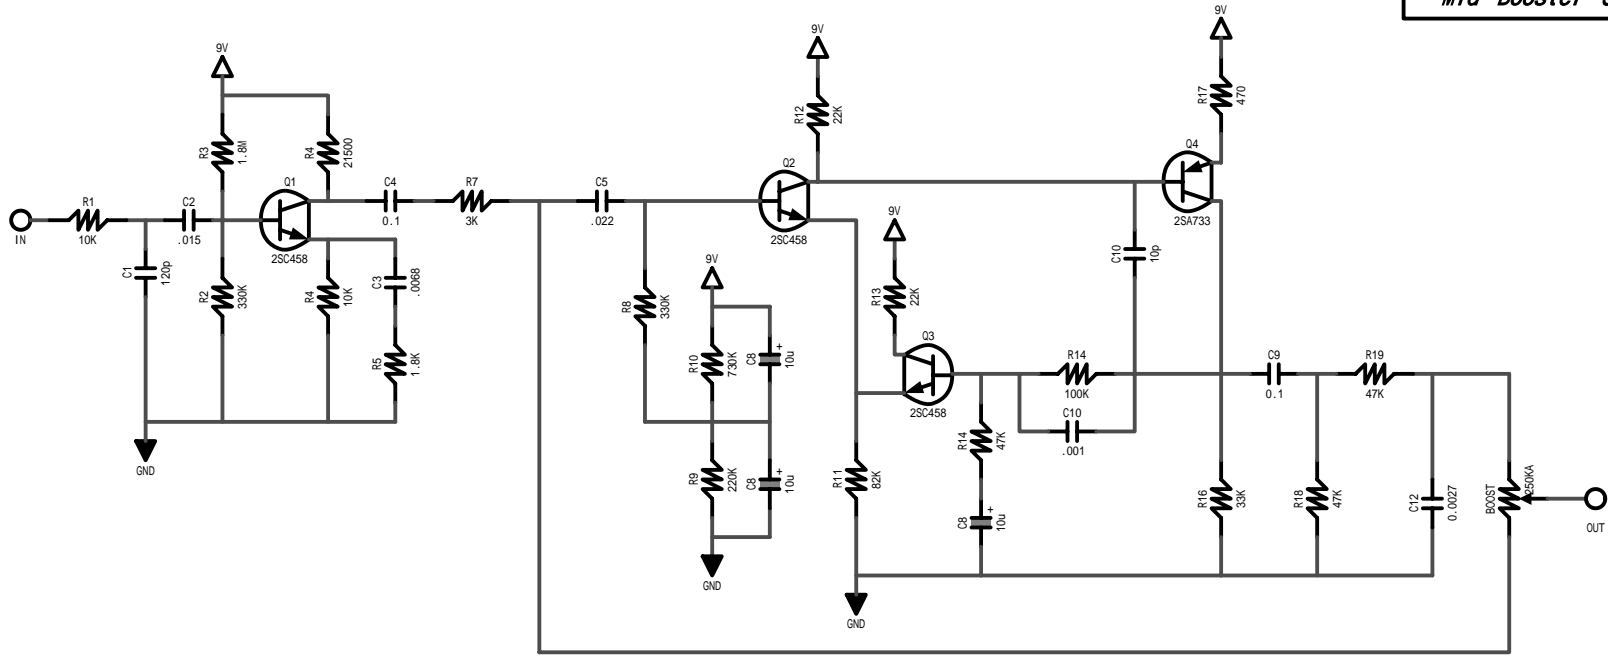 Mid Booster
9V
9V
9V
R17
470
R12
22K
R3
1.8M
R4
21500
Q4
2SA733
Q1
2SC458
C4
0.1
R7
3K
C5
.022
Q2
2SC458
R1
10K
C2
.015
IN
9V
C10
10p
C1
120p
R2
330K
R4
10K
C3
.0068
9V
R8
330K
R13
22K
R5
1.8K
R10
730K
C8
+
10u
Q3
2SC458
R14
100K
C9
0.1
R19
47K
C10
.001
R14
47K
GND
R9
220K
C8
+
10u
R11
82K
C8
+
10u
R16
33K
R18
47K
C12
0.0027
BOOST
250KA
OUT
GND
GND